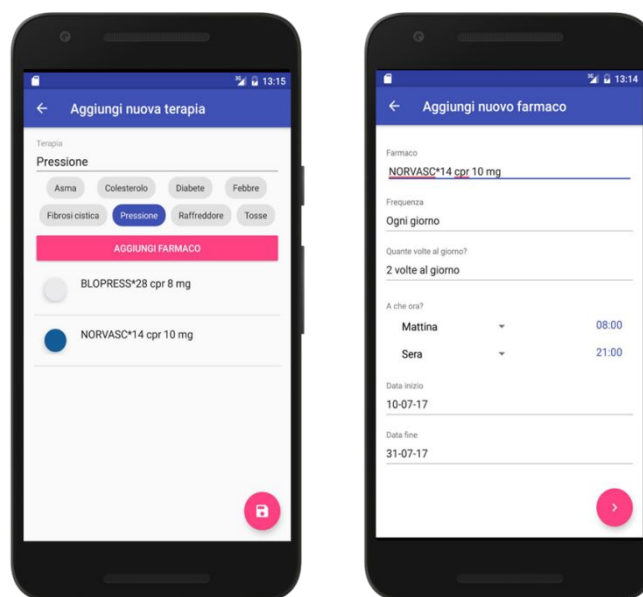 3G 13:15
Aggiungi nuova terapia
Terapia
Pressione
Asma Colesterolo Diabete Febbre
Fibrosi cistica Pressione Raffreddore Tosse
AGGIUNGI FARMACO
BLOPRESS*28 cpr 8 mg
NORVASC*14 cpr 10 mg
3G 13:14
Aggiungi nuovo farmaco
Farmaco
NORVASC*14 cpr 10 mg
Frequenza
Ogni giorno
Quante volte al giorno?
2 volte al giorno
A che ora?
Mattina 08:00
Sera 21:00
Data inizio
10-07-17
Data fine
31-07-17